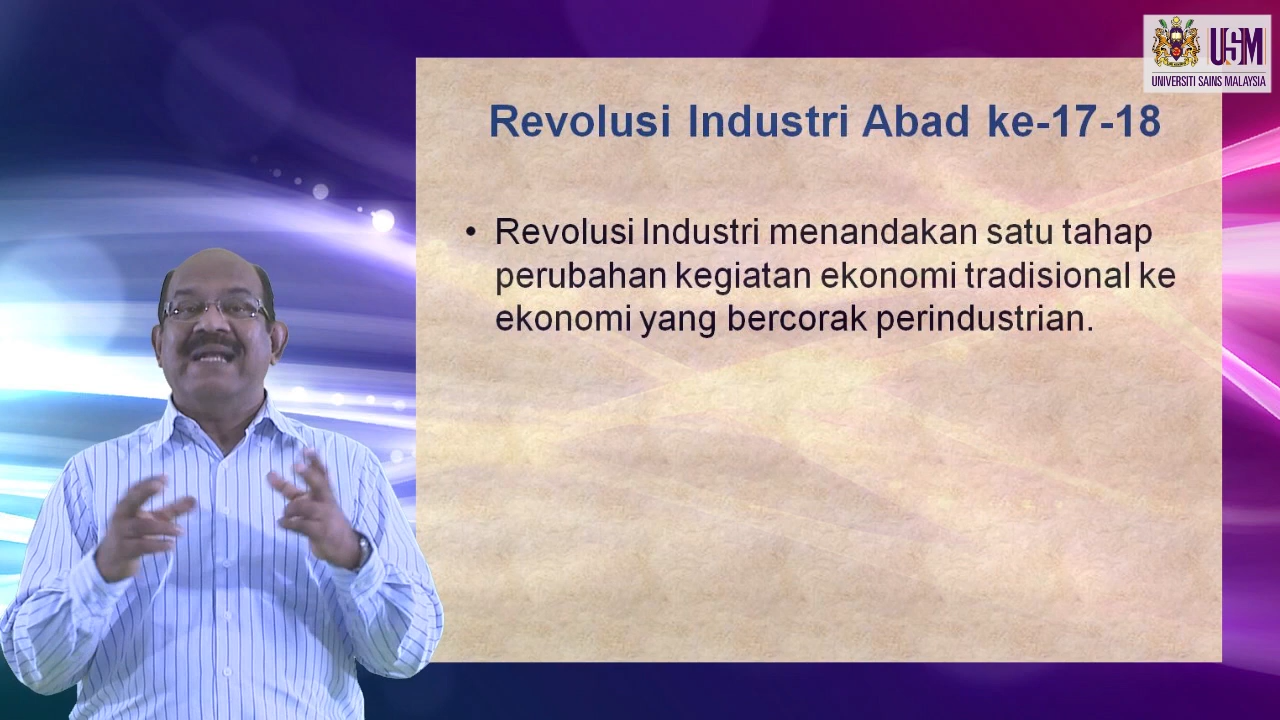 USM
UNIVERSITI SAINS MALAYSIA
Revolusi Industri Abad ke-17-18
• Revolusi Industri menandakan satu tahap
perubahan kegiatan ekonomi tradisional ke
ekonomi yang bercorak perindustrian.